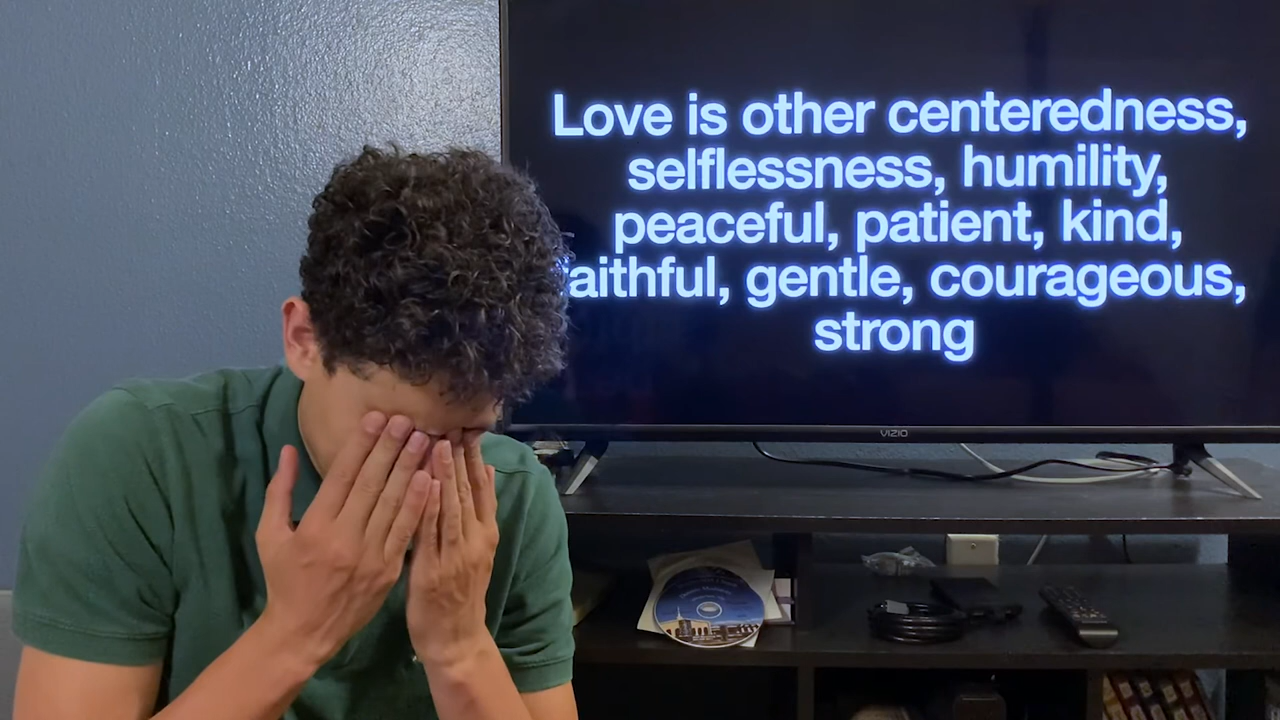 Love is other centeredness,
selflessness, humility,
peaceful, patient, kind,
aithful, gentle, courageous,
strong
VIZIO